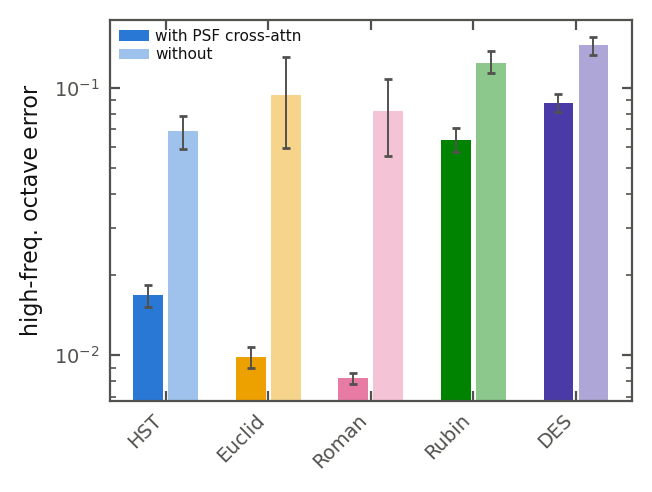 with PSF cross-attn
without
high-freq. octave error
10⁻¹
10⁻²
HST
Euclid
Roman
Rubin
DES